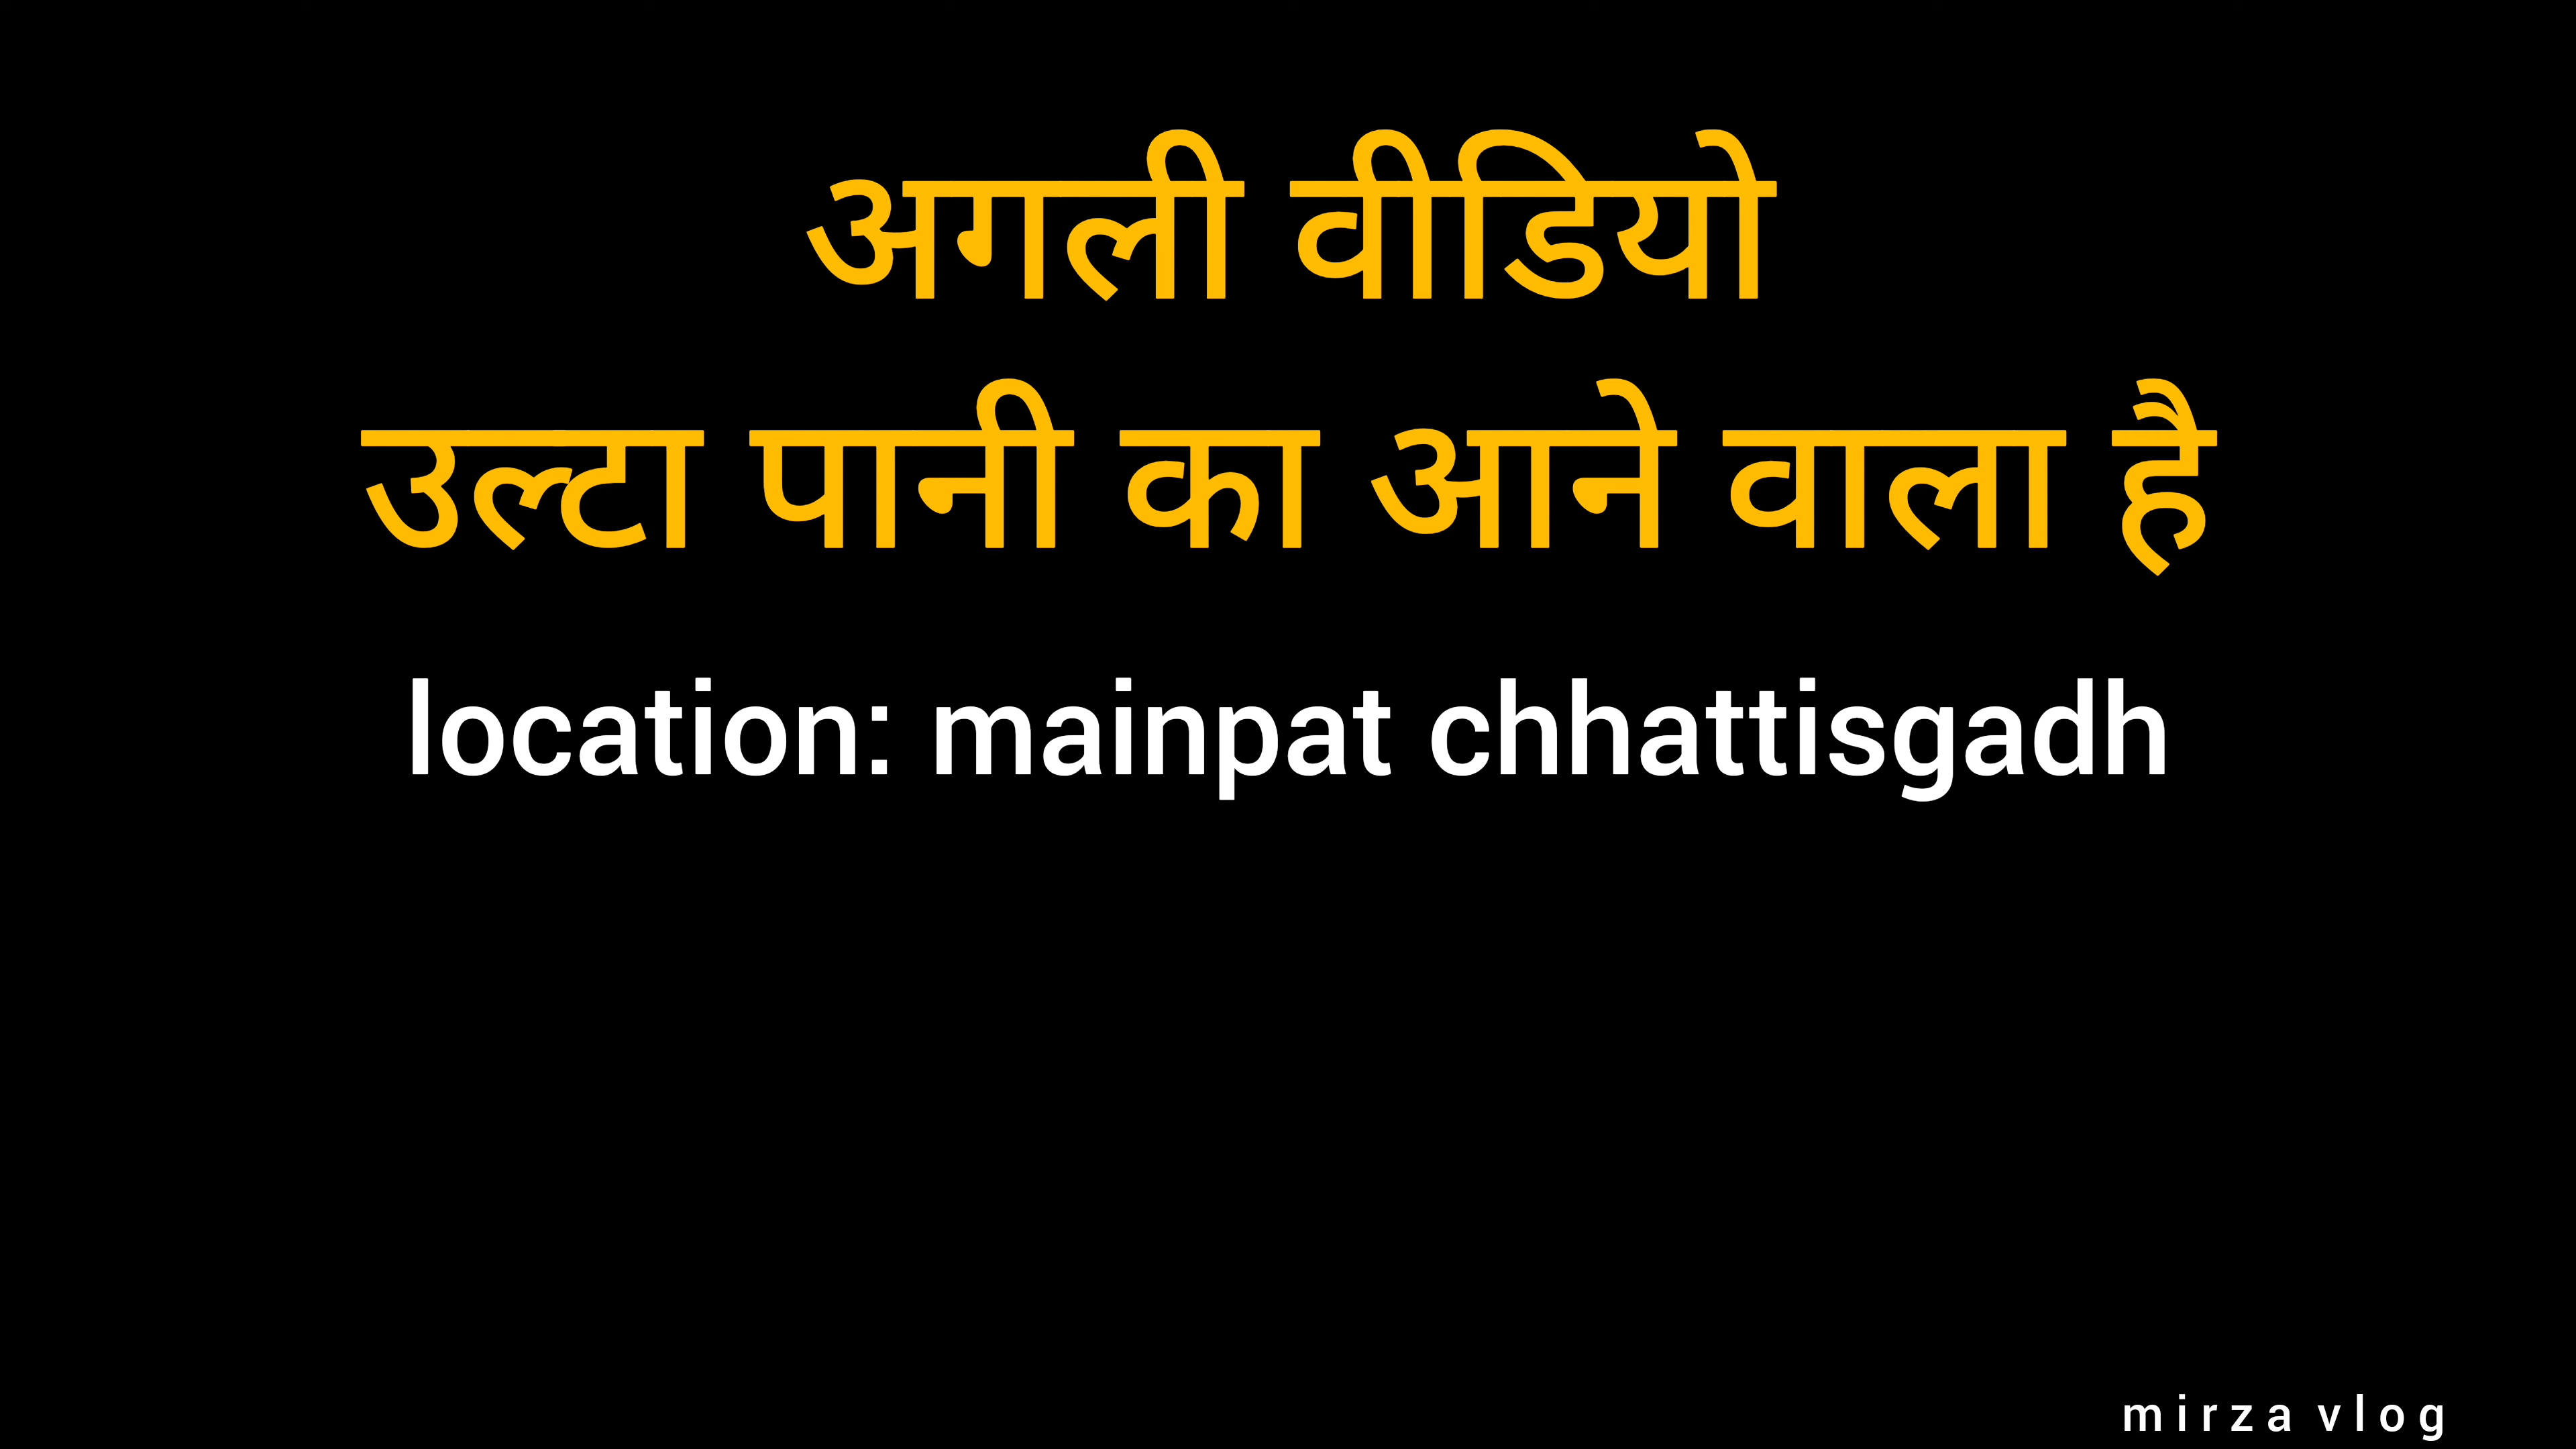 अगली वीडियो
उल्टा पानी का आने वाला है
location: mainpat chhattisgadh
mirza vlog